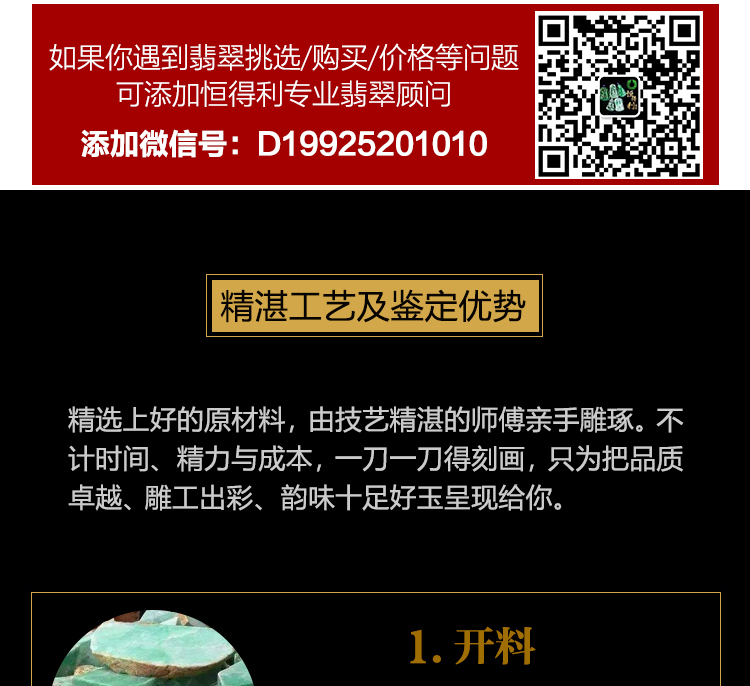 如果你遇到翡翠挑选/购买/价格等问题
可添加恒得利专业翡翠顾问
添加微信号：D19925201010
精湛工艺及鉴定优势
精选上好的原材料，由技艺精湛的师傅亲手雕琢。不
计时间、精力与成本，一刀一刀得刻画，只为把品质
卓越、雕工出彩、韵味十足好玉呈现给你。
1. 开料